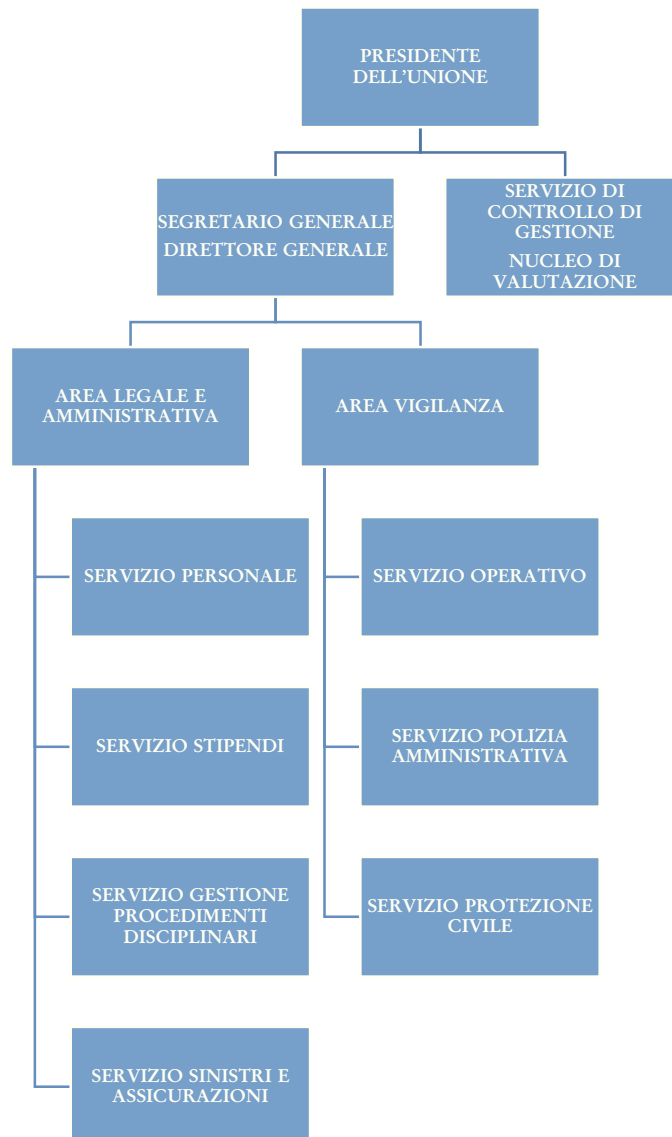 PRESIDENTE
DELL’UNIONE
SEGRETARIO GENERALE
DIRETTORE GENERALE
SERVIZIO DI
CONTROLLO DI
GESTIONE
NUCLEO DI
VALUTAZIONE
AREA LEGALE E
AMMINISTRATIVA
AREA VIGILANZA
SERVIZIO PERSONALE
SERVIZIO OPERATIVO
SERVIZIO STIPENDI
SERVIZIO POLIZIA
AMMINISTRATIVA
SERVIZIO GESTIONE
PROCEDIMENTI
DISCIPLINARI
SERVIZIO PROTEZIONE
CIVILE
SERVIZIO SINISTRI E
ASSICURAZIONI